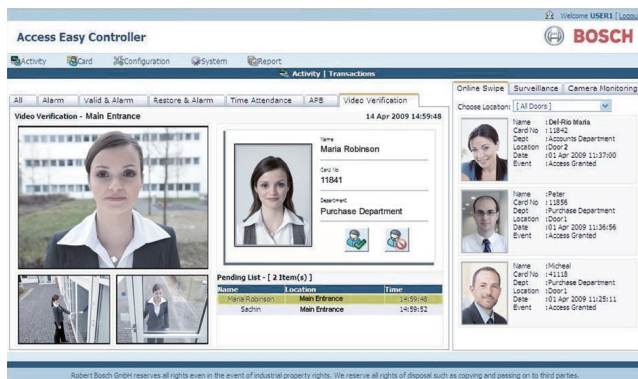 Welcome USER1 [ Logou
Access Easy Controller
BOSCH
Activity
Card
Configuration
System
Report
Activity | Transactions
All
Alarm
Valid & Alarm
Restore & Alarm
Time Attendance
APB
Video Verification
Video Verification - Main Entrance
14 Apr 2009 14:59:48
Name
Maria Robinson
Card No
11841
Department
Purchase Department
Pending List - [ 2 Item(s) ]
Name Location Time
Maria Robinson Main Entrance 14:59:48
Sachin Main Entrance 14:59:52
Online Swipe
Surveillance
Camera Monitoring
Choose Location: [ All Doors ]
Name :Del-Rio Maria
Card No :11842
Dept :Accounts Department
Location :Door 2
Date :01 Apr 2009 11:37:00
Event :Access Granted
Name :Peter
Card No :11856
Dept :Purchase Department
Location :Door1
Date :01 Apr 2009 11:36:56
Event :Access Granted
Name :Micheal
Card No :41118
Dept :Purchase Department
Location :Door1
Date :01 Apr 2009 11:25:11
Event :Access Granted
Robert Bosch GmbH reserves all rights even in the event of industrial property rights. We reserve all rights of disposal such as copying and passing on to third parties.